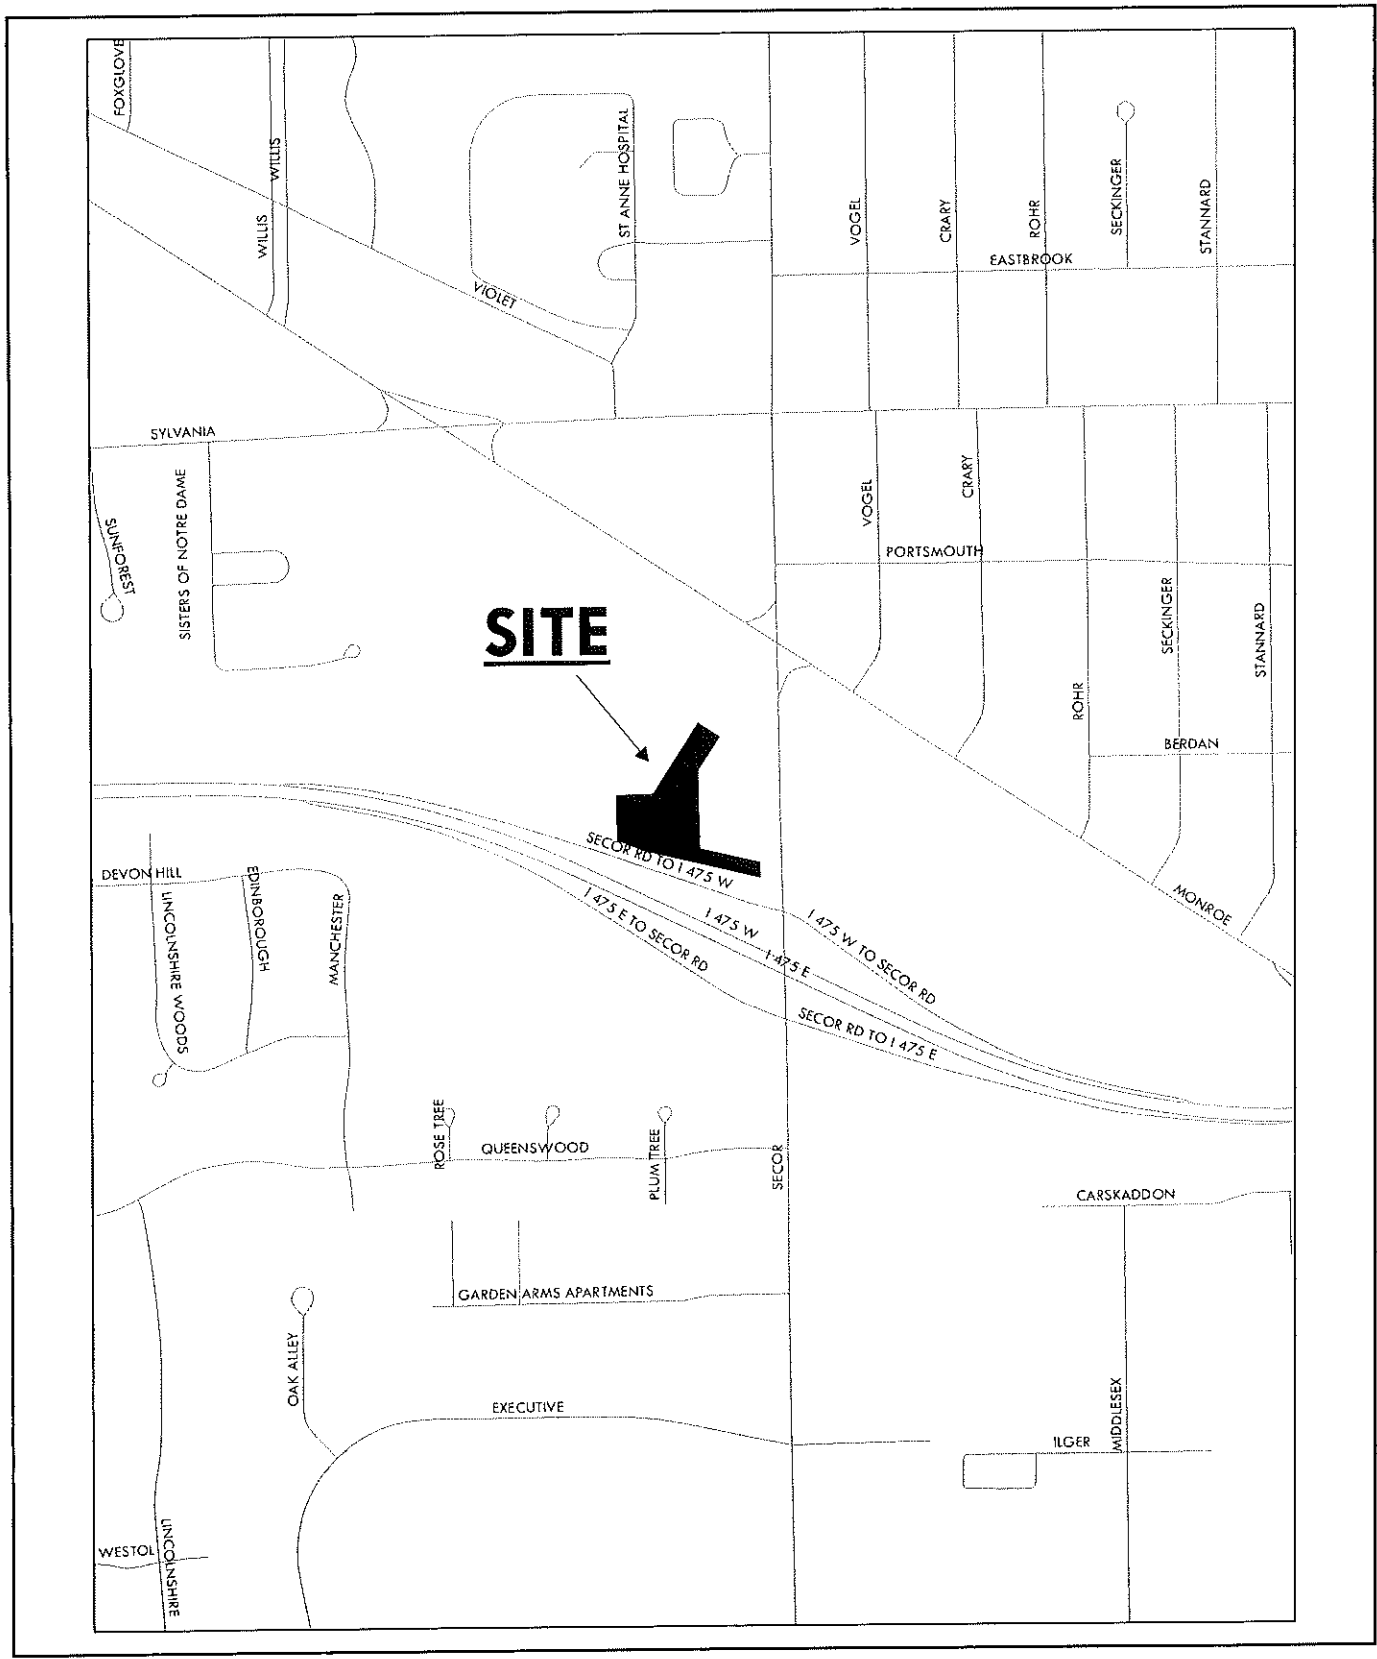 FOXGLOVE
WILLIS
WILLIS
VIOLET
ST ANNE HOSPITAL
VOGEL
CRARY
ROHR
SECKINGER
STANNARD
EASTBROOK
SYLVANIA
SUNFOREST
SISTERS OF NOTRE DAME
VOGEL
CRARY
PORTSMOUTH
SECKINGER
STANNARD
ROHR
BERDAN
SITE
SECOR RD TO I 475 W
DEVON HILL
LINCOLNSHIRE WOODS
EDINBOROUGH
MANCHESTER
I 475 E TO SECOR RD
I 475 W
I 475 E
I 475 W TO SECOR RD
MONROE
SECOR RD TO I 475 E
ROSE TREE
QUEENSWOOD
PLUM TREE
SECOR
CARSKADDON
GARDEN ARMS APARTMENTS
OAK ALLEY
EXECUTIVE
MIDDLESEX
ILGER
WESTOL
LINCOLNSHIRE